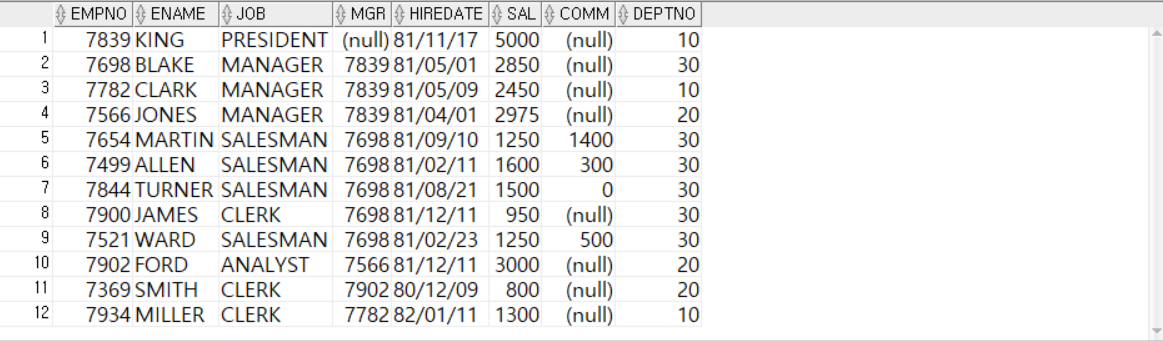 EMPNO ENAME JOB MGR HIREDATE SAL COMM DEPTNO
1 7839 KING PRESIDENT (null) 81/11/17 5000 (null) 10
2 7698 BLAKE MANAGER 7839 81/05/01 2850 (null) 30
3 7782 CLARK MANAGER 7839 81/05/09 2450 (null) 10
4 7566 JONES MANAGER 7839 81/04/01 2975 (null) 20
5 7654 MARTIN SALESMAN 7698 81/09/10 1250 1400 30
6 7499 ALLEN SALESMAN 7698 81/02/11 1600 300 30
7 7844 TURNER SALESMAN 7698 81/08/21 1500 0 30
8 7900 JAMES CLERK 7698 81/12/11 950 (null) 30
9 7521 WARD SALESMAN 7698 81/02/23 1250 500 30
10 7902 FORD ANALYST 7566 81/12/11 3000 (null) 20
11 7369 SMITH CLERK 7902 80/12/09 800 (null) 20
12 7934 MILLER CLERK 7782 82/01/11 1300 (null) 10